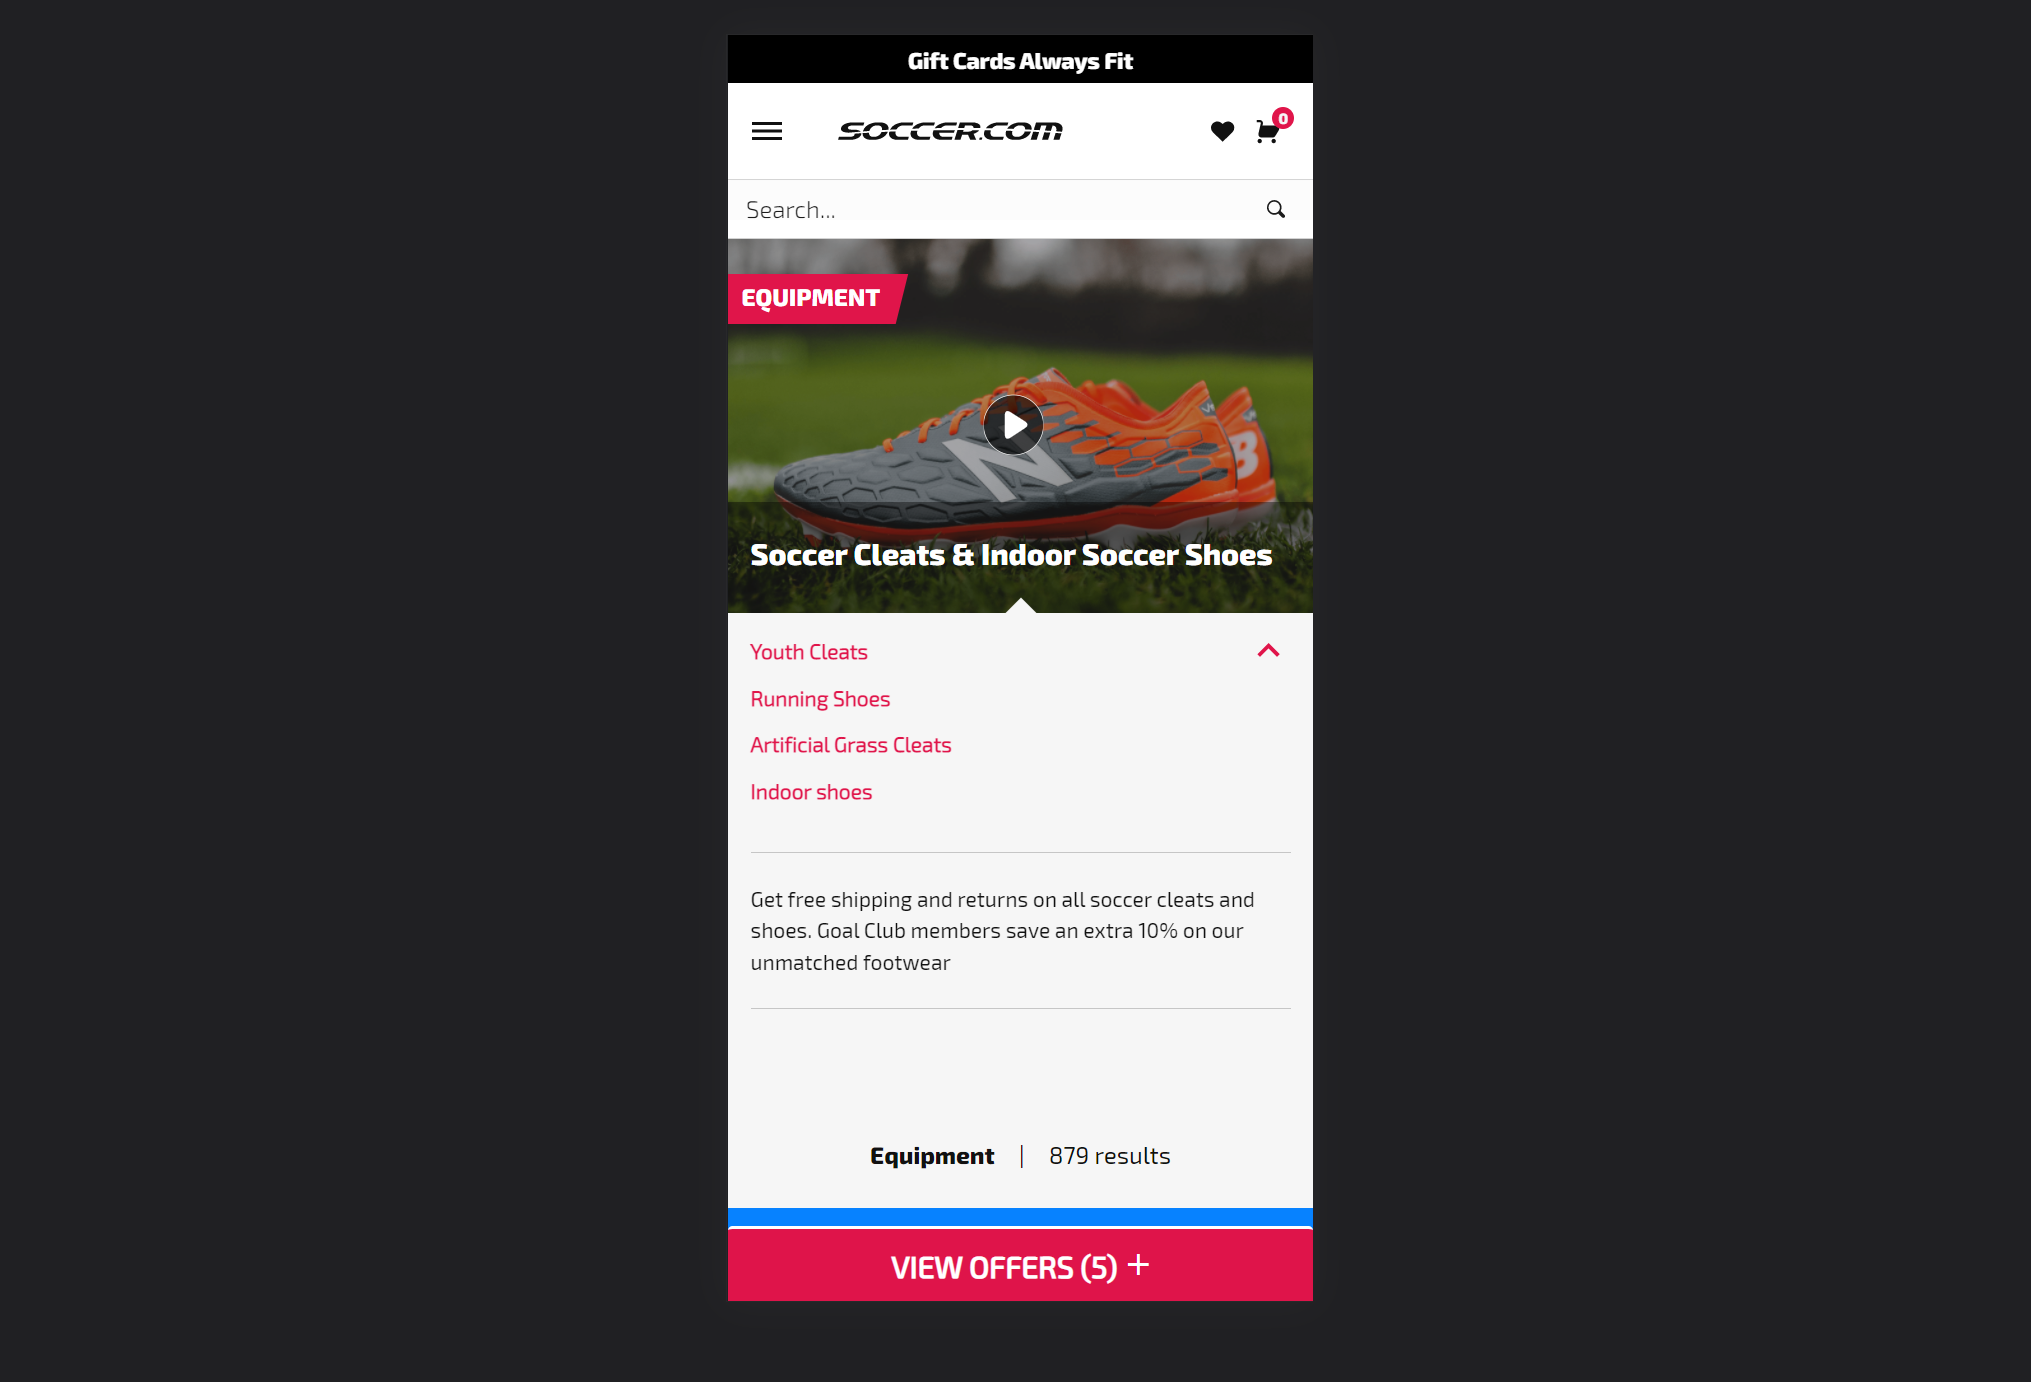 Gift Cards Always Fit
SOCCER.COM
0
Search...
EQUIPMENT
Soccer Cleats & Indoor Soccer Shoes
Youth Cleats
Running Shoes
Artificial Grass Cleats
Indoor shoes
Get free shipping and returns on all soccer cleats and
shoes. Goal Club members save an extra 10% on our
unmatched footwear
Equipment | 879 results
VIEW OFFERS (5) +